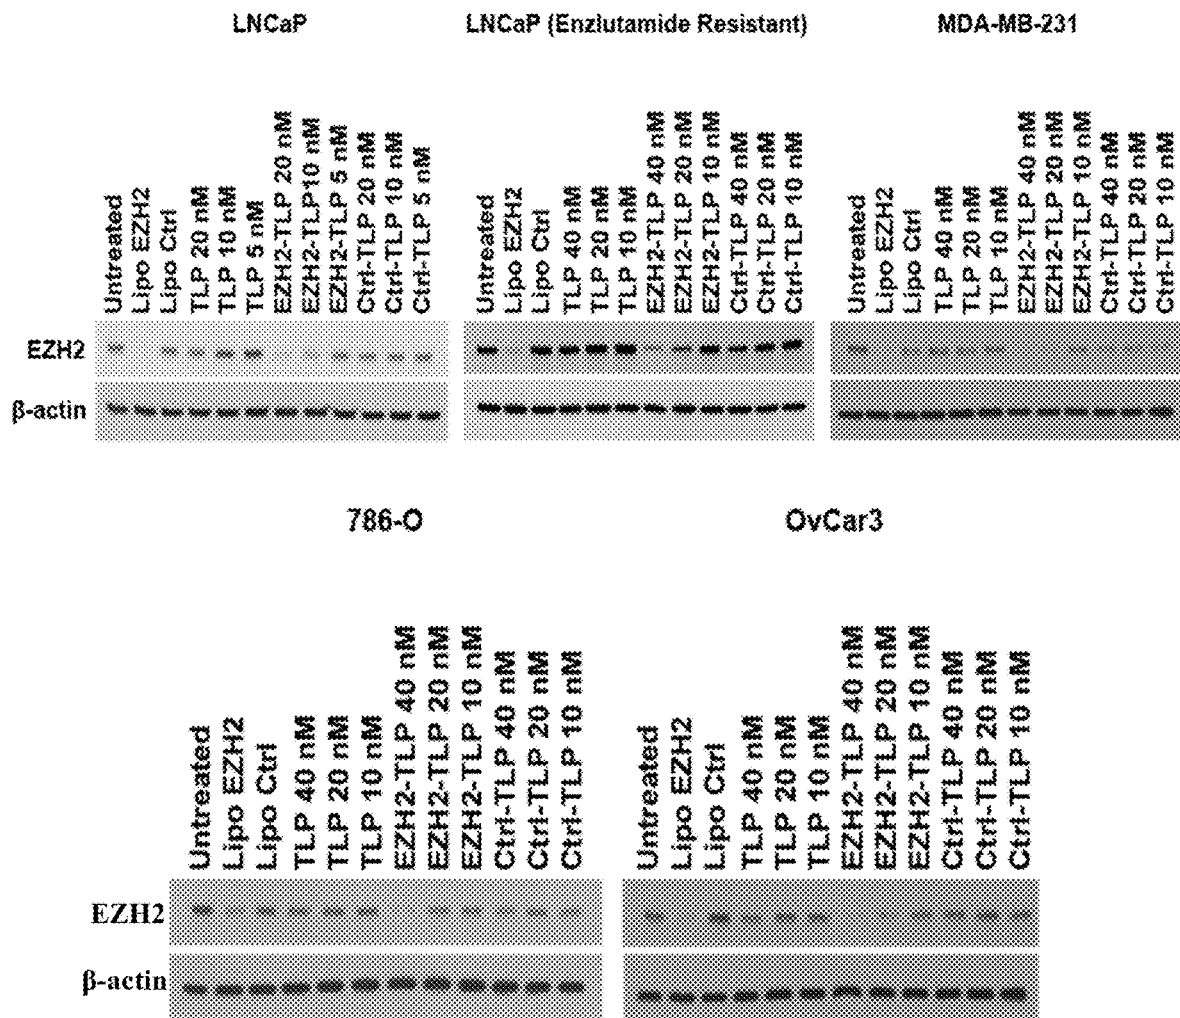 LNCaP
LNCaP (Enzlutamide Resistant)
MDA-MB-231
Untreated
Lipo EZH2
Lipo Ctrl
TLP 20 nM
TLP 10 nM
TLP 5 nM
EZH2-TLP 20 nM
EZH2-TLP10 nM
EZH2-TLP 5 nM
Ctrl-TLP 20 nM
Ctrl-TLP 10 nM
Ctrl-TLP 5 nM
Untreated
Lipo EZH2
Lipo Ctrl
TLP 40 nM
TLP 20 nM
TLP 10 nM
EZH2-TLP 40 nM
EZH2-TLP 20 nM
EZH2-TLP 10 nM
Ctrl-TLP 40 nM
Ctrl-TLP 20 nM
Ctrl-TLP 10 nM
Untreated
Lipo EZH2
Lipo Ctrl
TLP 40 nM
TLP 20 nM
TLP 10 nM
EZH2-TLP 40 nM
EZH2-TLP 20 nM
EZH2-TLP 10 nM
Ctrl-TLP 40 nM
Ctrl-TLP 20 nM
Ctrl-TLP 10 nM
EZH2
β-actin
786-O
OvCar3
Untreated
Lipo EZH2
Lipo Ctrl
TLP 40 nM
TLP 20 nM
TLP 10 nM
EZH2-TLP 40 nM
EZH2-TLP 20 nM
EZH2-TLP 10 nM
Ctrl-TLP 40 nM
Ctrl-TLP 20 nM
Ctrl-TLP 10 nM
Untreated
Lipo EZH2
Lipo Ctrl
TLP 40 nM
TLP 20 nM
TLP 10 nM
EZH2-TLP 40 nM
EZH2-TLP 20 nM
EZH2-TLP 10 nM
Ctrl-TLP 40 nM
Ctrl-TLP 20 nM
Ctrl-TLP 10 nM
EZH2
β-actin